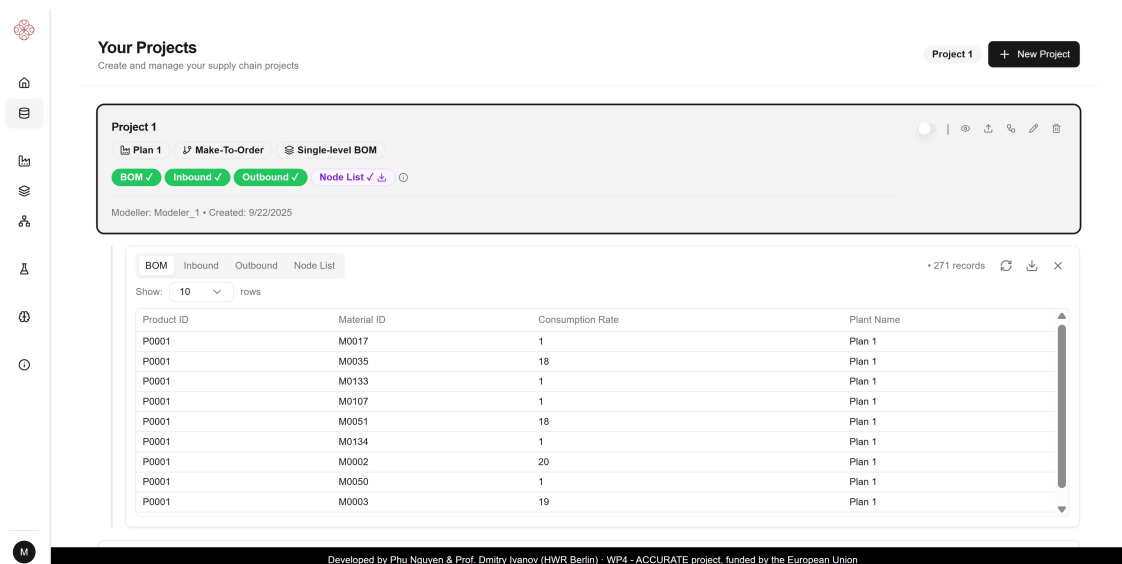 Your Projects
Create and manage your supply chain projects
Project 1
+ New Project
Project 1
Plan 1 Make-To-Order Single-level BOM
BOM ✓ Inbound ✓ Outbound ✓ Node List ✓
Modeller: Modeler_1 • Created: 9/22/2025
BOM Inbound Outbound Node List • 271 records
Show: 10 rows
Product ID Material ID Consumption Rate Plant Name
P0001 M0017 1 Plan 1
P0001 M0035 18 Plan 1
P0001 M0133 1 Plan 1
P0001 M0107 1 Plan 1
P0001 M0051 18 Plan 1
P0001 M0134 1 Plan 1
P0001 M0002 20 Plan 1
P0001 M0050 1 Plan 1
P0001 M0003 19 Plan 1
M
Developed by Phu Nguyen & Prof. Dmitry Ivanov (HWR Berlin) · WP4 - ACCURATE project, funded by the European Union